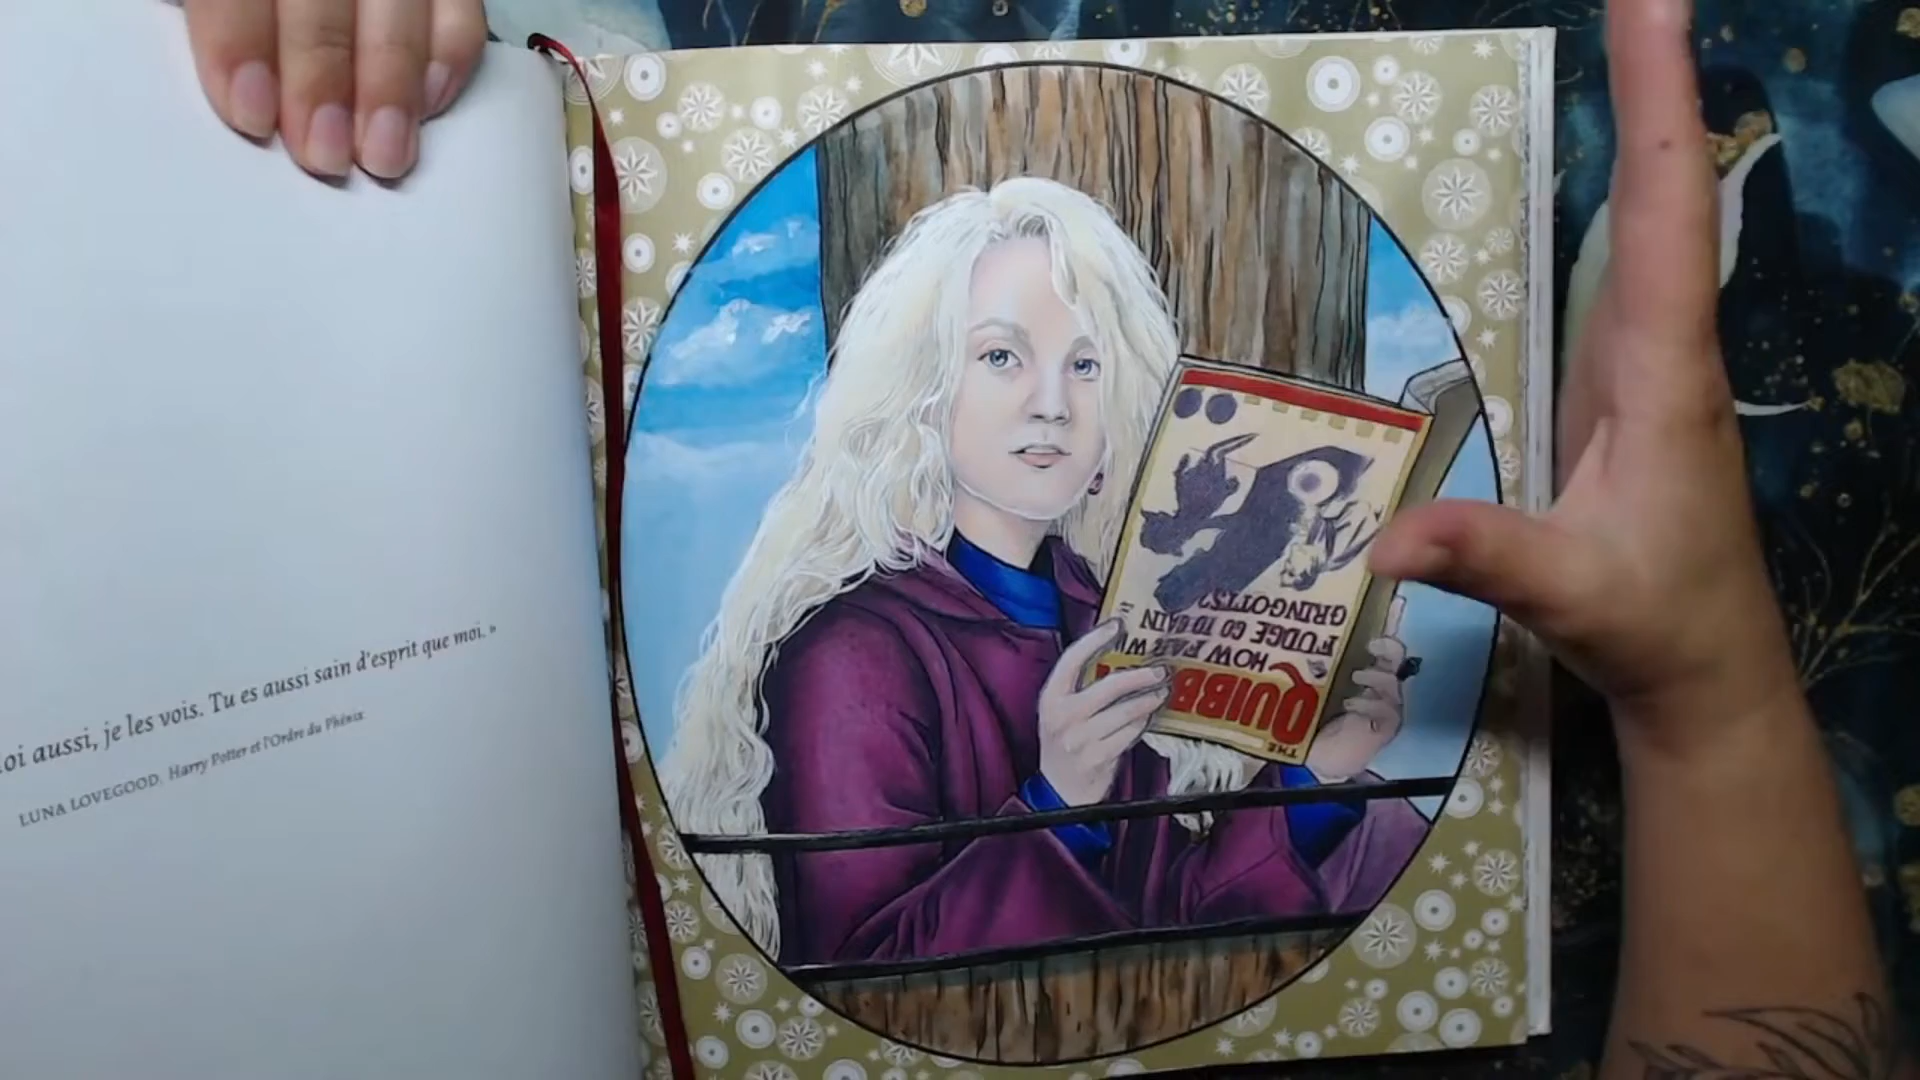 oi aussi, je les vois. Tu es aussi sain d'esprit que moi. »
LUNA LOVEGOOD, Harry Potter et l'Ordre du Phénix
THE
QUIBB
HOW FAR WI
FUDGE GO TO GAIN
GRINGOTTS?